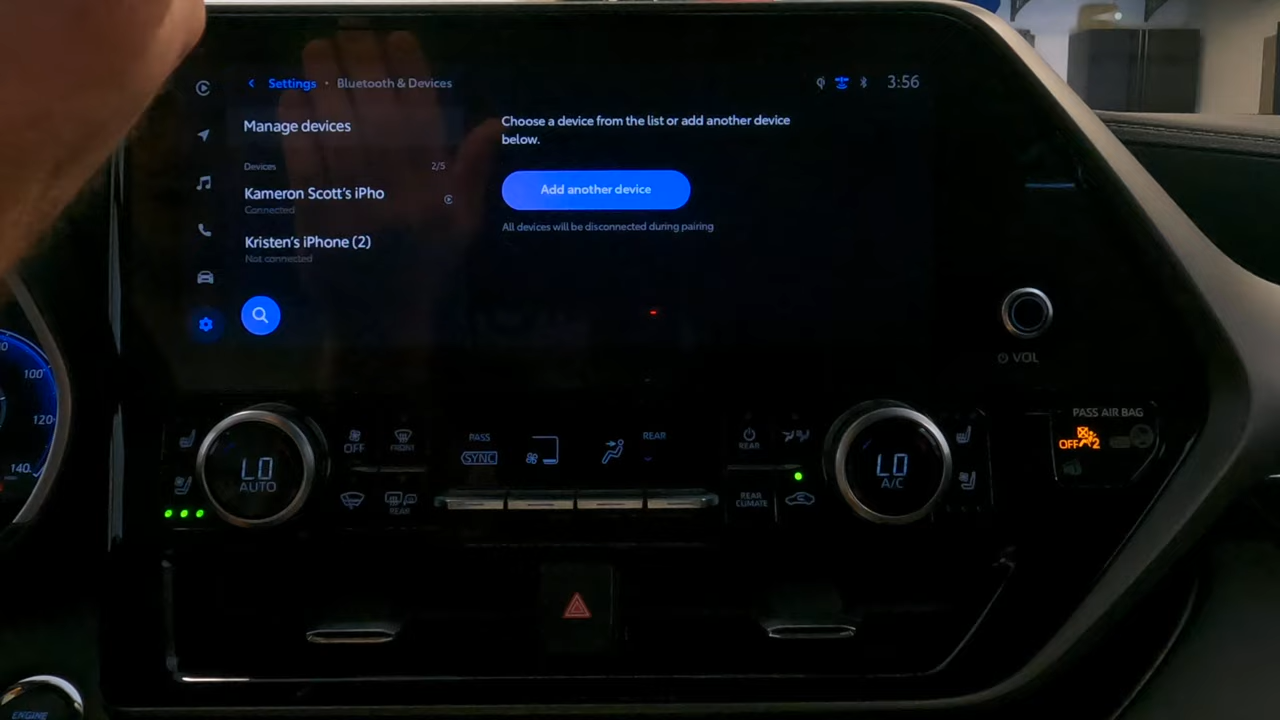 Settings • Bluetooth & Devices
3:56
Manage devices
Devices 2/5
Kameron Scott's iPho
Connected
Kristen's iPhone (2)
Not connected
Choose a device from the list or add another device
below.
Add another device
All devices will be disconnected during pairing
VOL
100
120
140
LO
AUTO
OFF
FRONT
REAR
PASS
SYNC
REAR
REAR
REAR
CLIMATE
LO
A/C
PASS AIR BAG
OFF 2
ENGINE